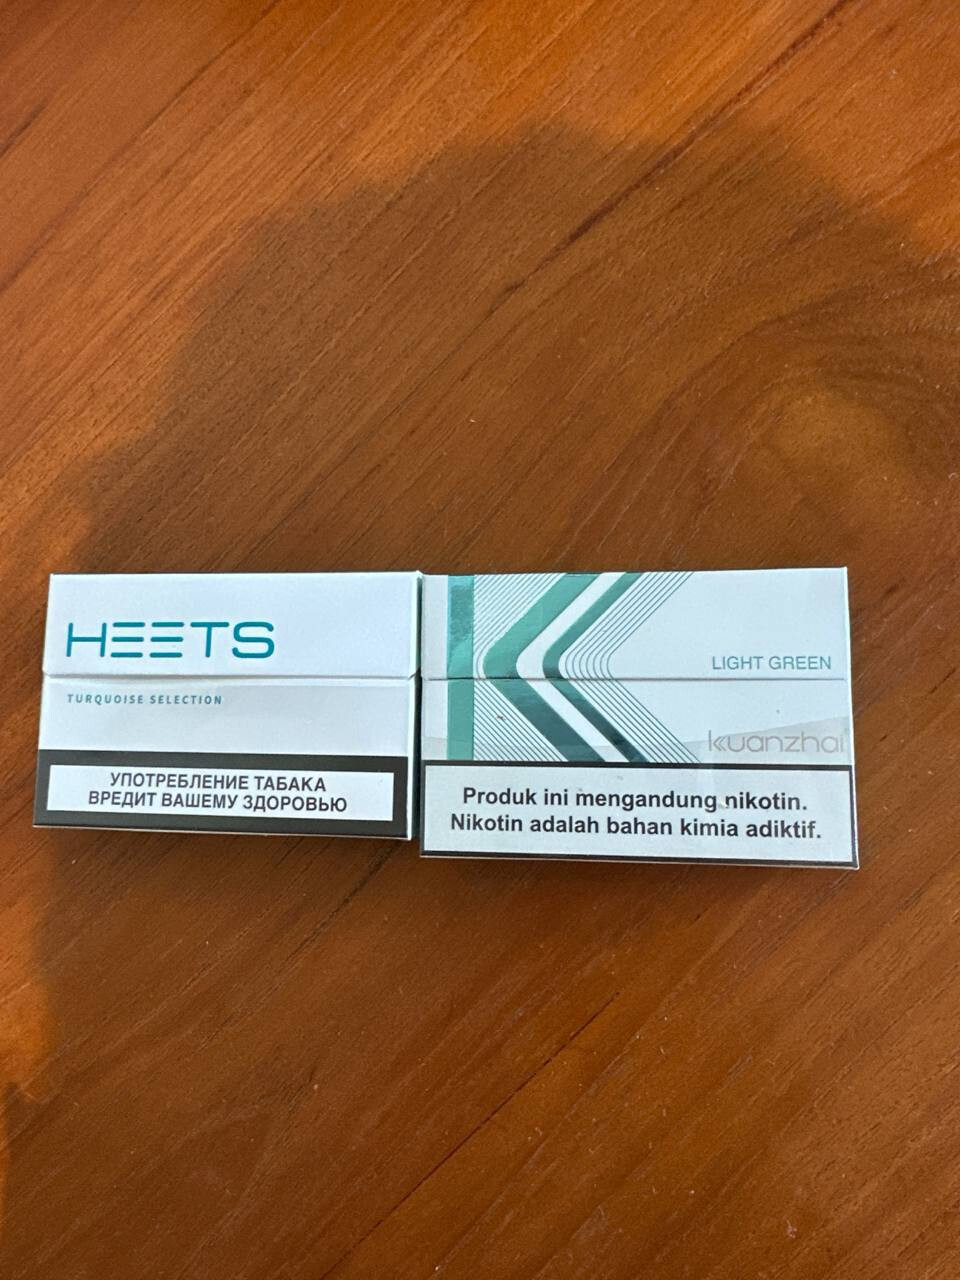 HEETS
TURQUOISE SELECTION
УПОТРЕБЛЕНИЕ ТАБАКА
ВРЕДИТ ВАШЕМУ ЗДОРОВЬЮ
LIGHT GREEN
kuanzhai
Produk ini mengandung nikotin.
Nikotin adalah bahan kimia adiktif.